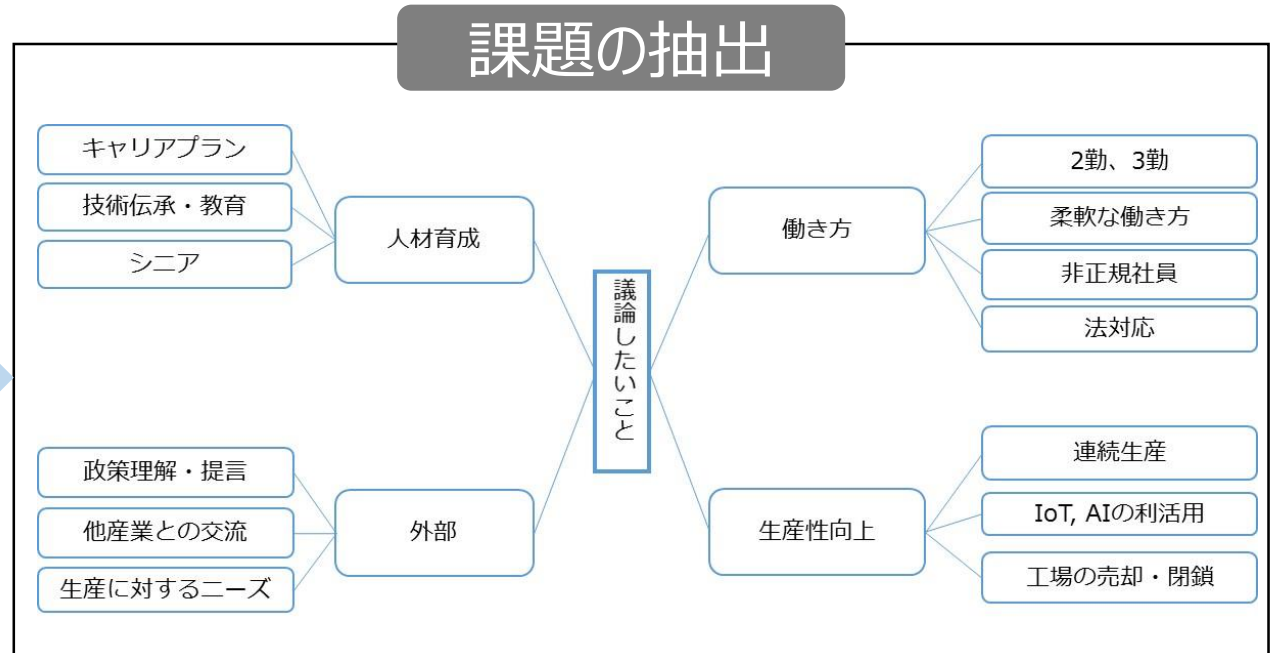 課題の抽出
キャリアプラン
技術伝承・教育
シニア
人材育成
政策理解・提言
他産業との交流
生産に対するニーズ
外部
議論したいこと
働き方
2勤、3勤
柔軟な働き方
非正規社員
法対応
生産性向上
連続生産
IoT, AIの利活用
工場の売却・閉鎖